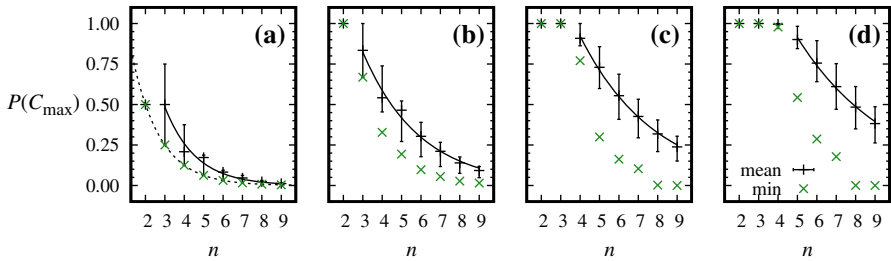 (a) (b) (c) (d)
1.00
0.75
P(Cmax) 0.50
0.25
0.00
mean
min
2 3 4 5 6 7 8 9 2 3 4 5 6 7 8 9 2 3 4 5 6 7 8 9 2 3 4 5 6 7 8 9
n n n n